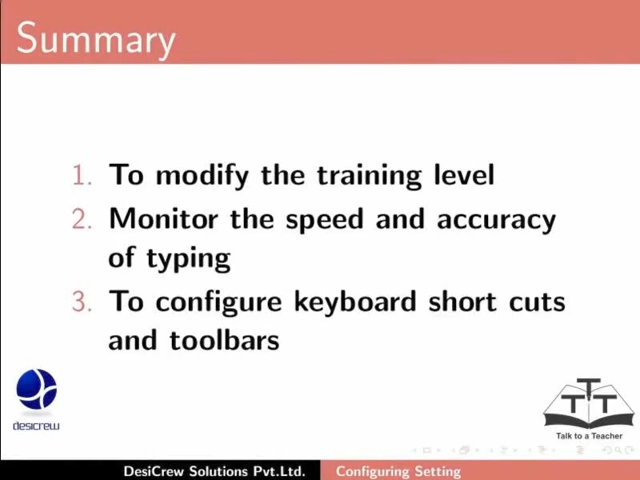 Summary
1. To modify the training level
2. Monitor the speed and accuracy
of typing
3. To configure keyboard short cuts
and toolbars
desicrew
TTT
Talk to a Teacher
DesiCrew Solutions Pvt.Ltd.
Configuring Setting